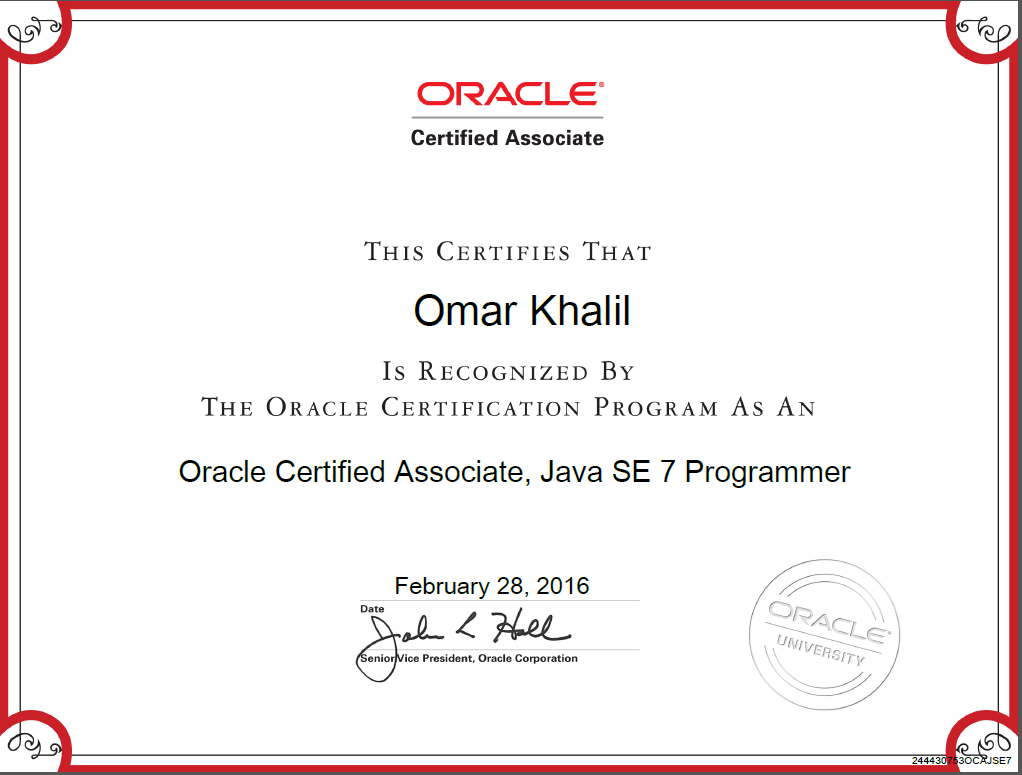 ORACLE®
Certified Associate
THIS CERTIFIES THAT
Omar Khalil
IS RECOGNIZED BY
THE ORACLE CERTIFICATION PROGRAM AS AN
Oracle Certified Associate, Java SE 7 Programmer
February 28, 2016
Date
John L Hall
Senior Vice President, Oracle Corporation
ORACLE®
UNIVERSITY
244430753OCAJSE7